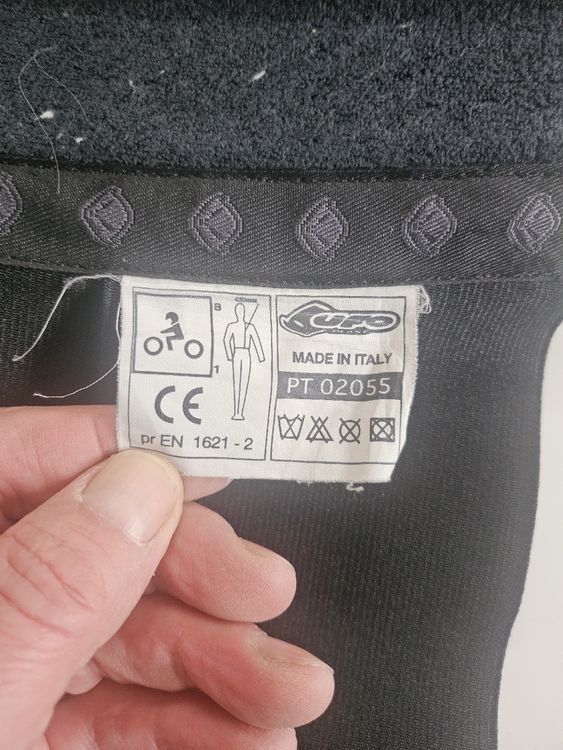 B
1
CE
pr EN 1621 - 2
UFO
MADE IN ITALY
PT 02055